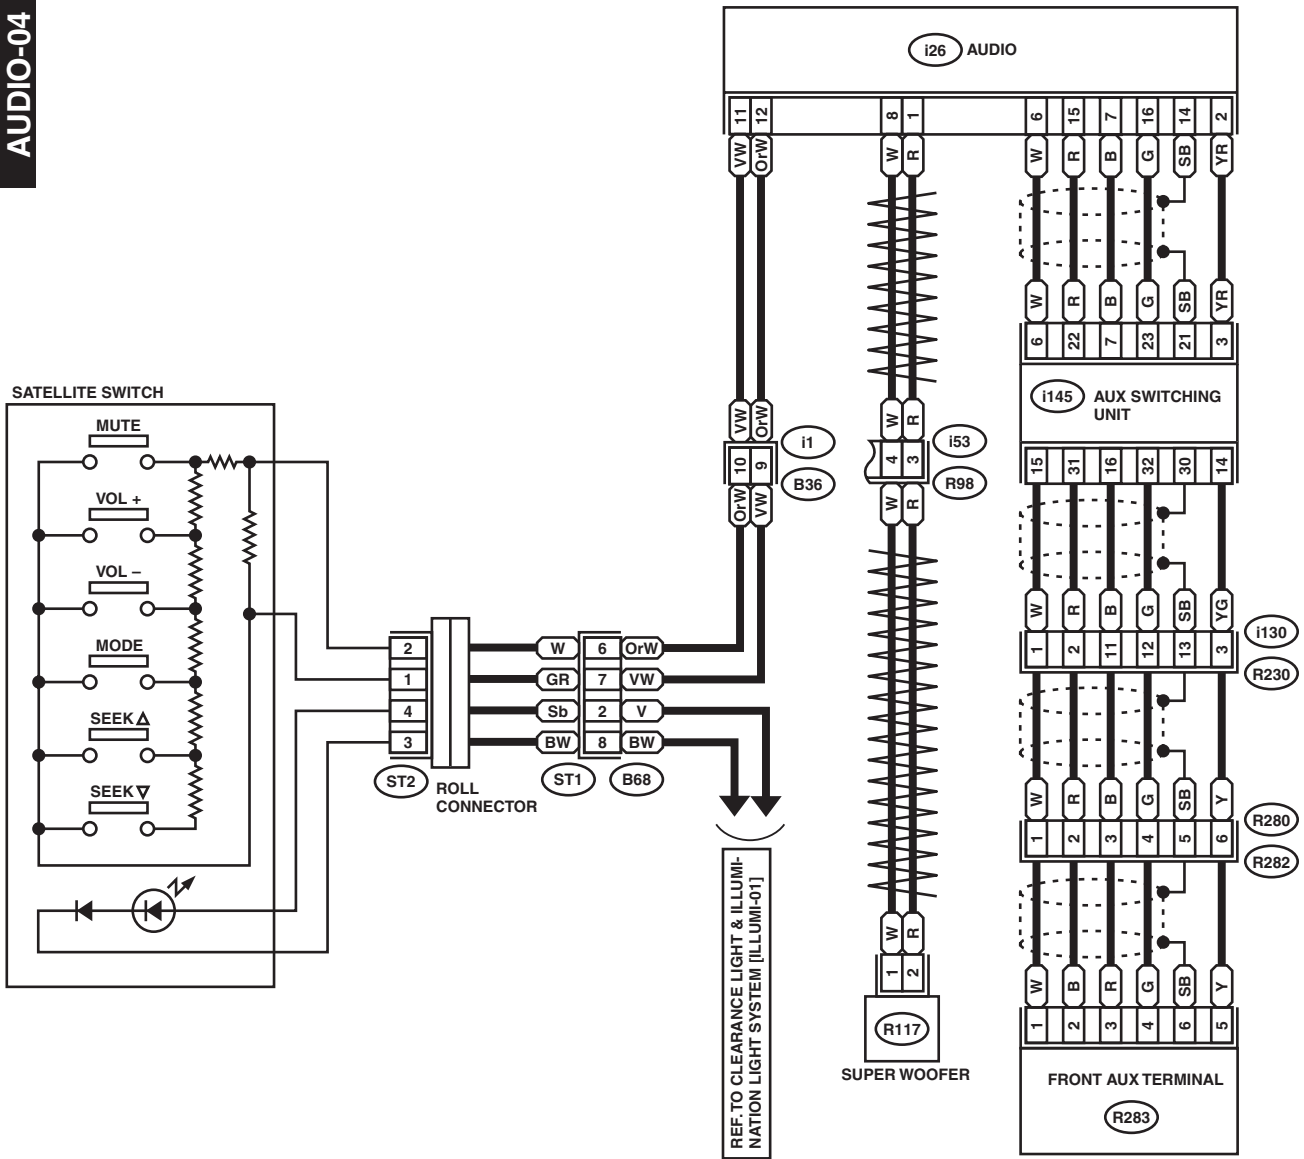 AUDIO-04
i26 AUDIO
11 12 8 1 6 15 7 16 14 2
VW OrW W R W R B G SB YR
W R B G SB YR
6 22 7 23 21 3
i145 AUX SWITCHING
UNIT
15 31 16 32 30 14
SATELLITE SWITCH
MUTE
VOL +
VOL –
MODE
SEEK △
SEEK ▽
VW OrW
10 9
OrW VW
i1
B36
W R
4 3
W R
i53
R98
W R B G SB YG
1 2 11 12 13 3
i130
R230
2 W 6 OrW
1 GR 7 VW
4 Sb 2 V
3 BW 8 BW
ST2
ROLL
CONNECTOR
ST1
B68
W R B G SB Y
1 2 3 4 5 6
R280
R282
REF. TO CLEARANCE LIGHT & ILLUMI-
NATION LIGHT SYSTEM [ILLUMI-01]
W R
1 2
R117
SUPER WOOFER
W B R G SB Y
1 2 3 4 6 5
FRONT AUX TERMINAL
R283